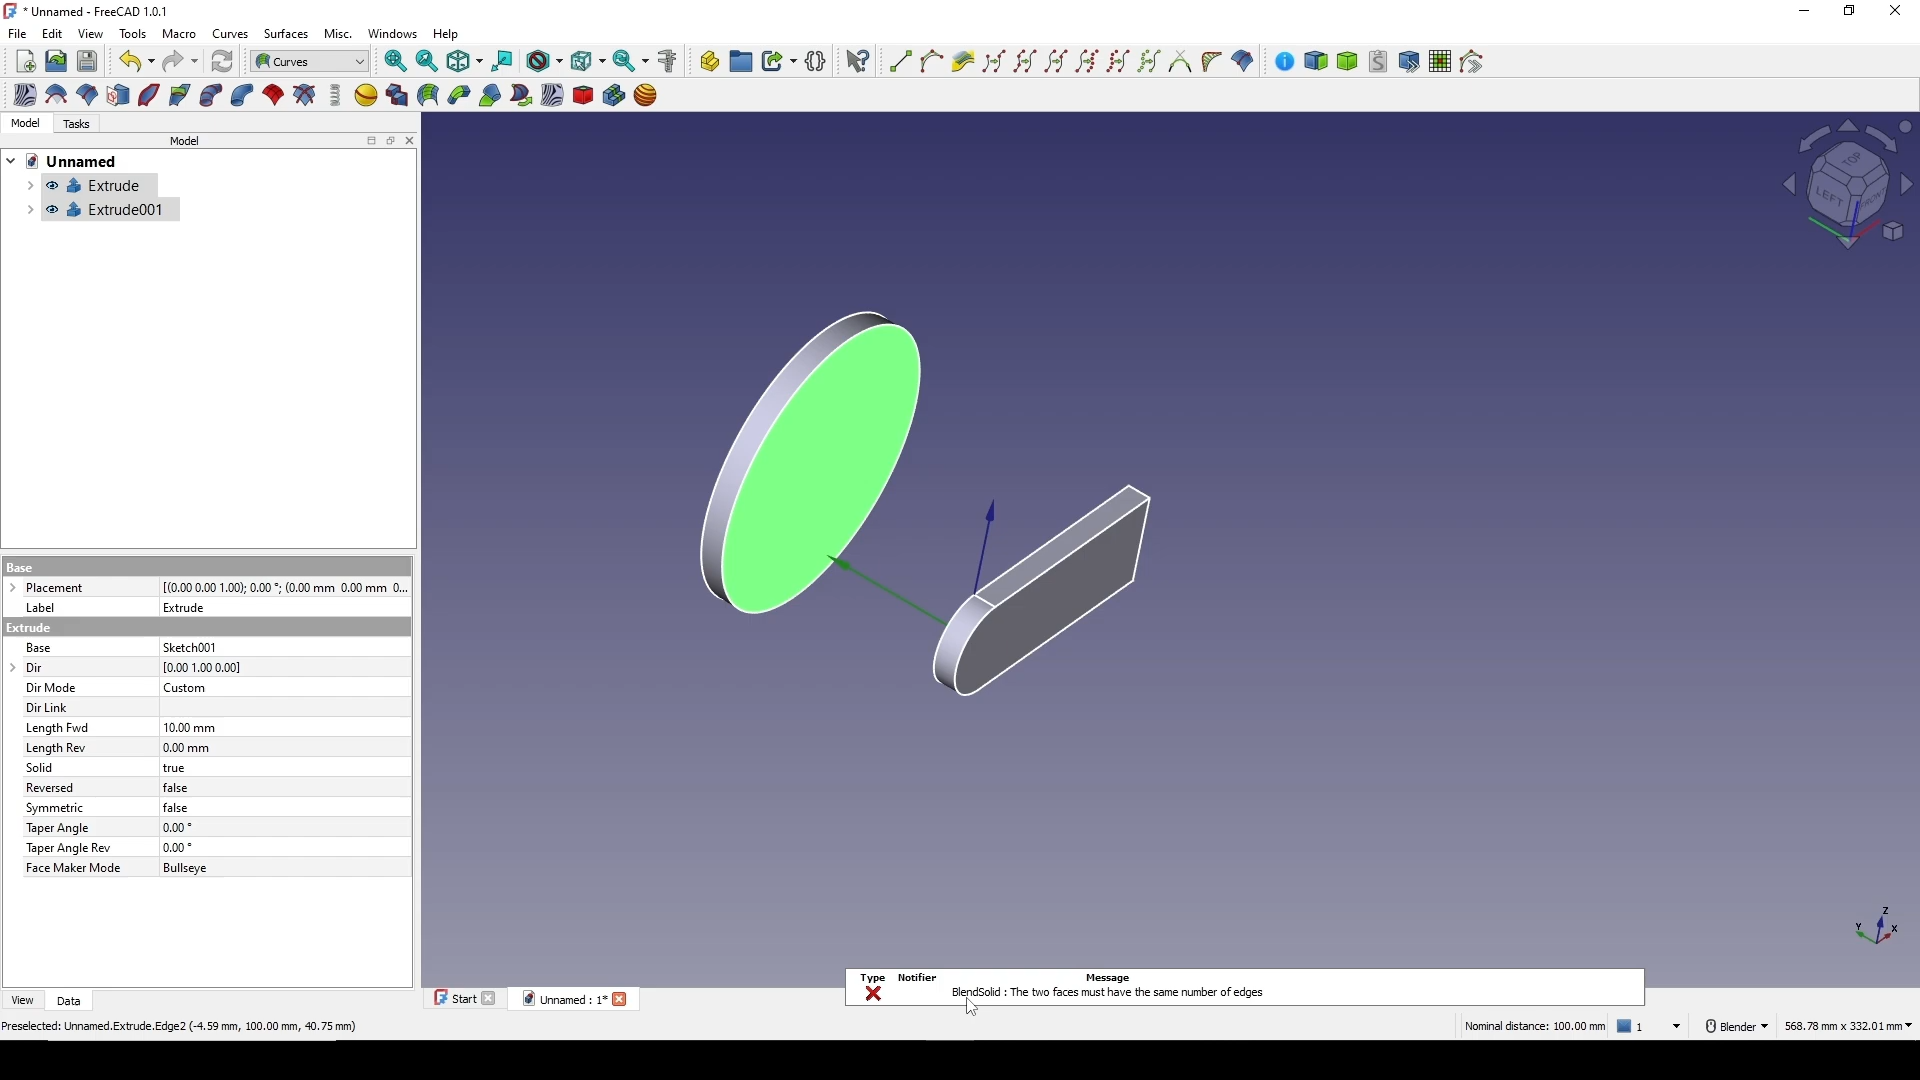 * Unnamed - FreeCAD 1.0.1
File Edit View Tools Macro Curves Surfaces Misc. Windows Help
Curves
Model Tasks
Model
Unnamed
Extrude
Extrude001
TOP
LEFT FRONT
Base
Placement [(0.00 0.00 1.00); 0.00 °; (0.00 mm 0.00 mm 0...
Label Extrude
Extrude
Base Sketch001
Dir [0.00 1.00 0.00]
Dir Mode Custom
Dir Link
Length Fwd 10.00 mm
Length Rev 0.00 mm
Solid true
Reversed false
Symmetric false
Taper Angle 0.00 °
Taper Angle Rev 0.00 °
Face Maker Mode Bullseye
Z
Y X
Type Notifier Message
BlendSolid : The two faces must have the same number of edges
View Data
Start Unnamed : 1*
Preselected: Unnamed.Extrude.Edge2 (-4.59 mm, 100.00 mm, 40.75 mm)
Nominal distance: 100.00 mm 1 Blender 568.78 mm x 332.01 mm